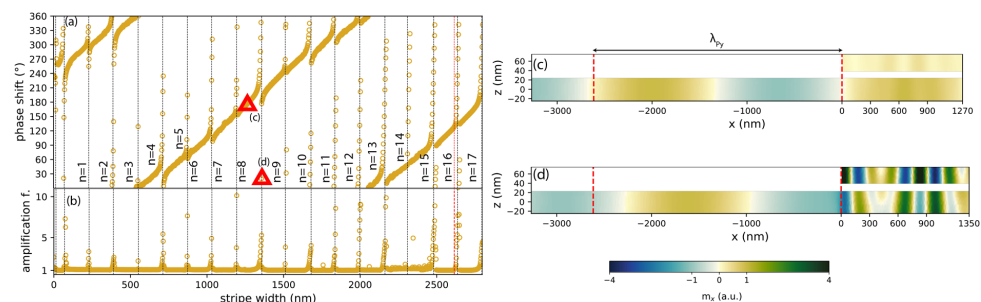 (a)
360
330
300
270
240
210
180
150
120
90
60
30
phase shift (°)
(c)
(d)
n=1
n=2
n=3
n=4
n=5
n=6
n=7
n=8
n=9
n=10
n=11
n=12
n=13
n=14
n=15
n=16
n=17
(b)
10
5
1
amplification f.
0 500 1000 1500 2000 2500
stripe width (nm)
λPy
(c)
60
40
20
0
−20
z (nm)
−3000 −2000 −1000 0 300 600 900 1270
x (nm)
(d)
60
40
20
0
−20
z (nm)
−3000 −2000 −1000 0 300 600 900 1350
x (nm)
−4 −1 0 1 4
mx (a.u.)